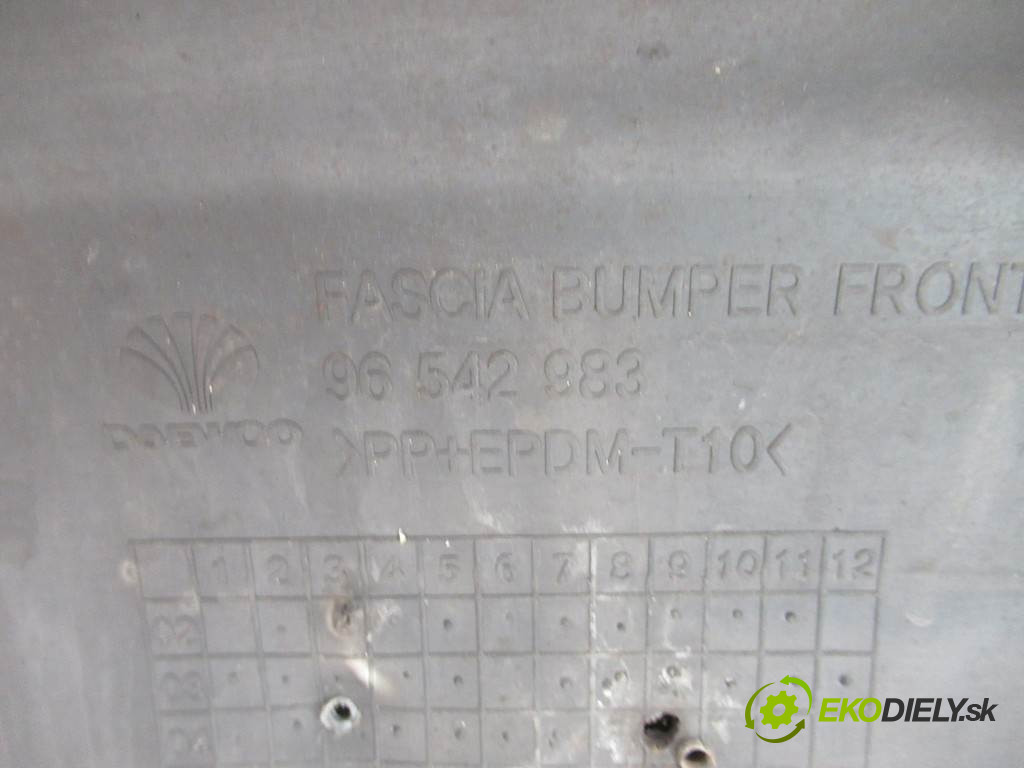 FASCIA BUMPER FRONT
96 542 983
DAEWOO
>PP+EPDM-T10<
1 2 3 4 5 6 7 8 9 10 11 12
02
03
04
EKODIELY.sk